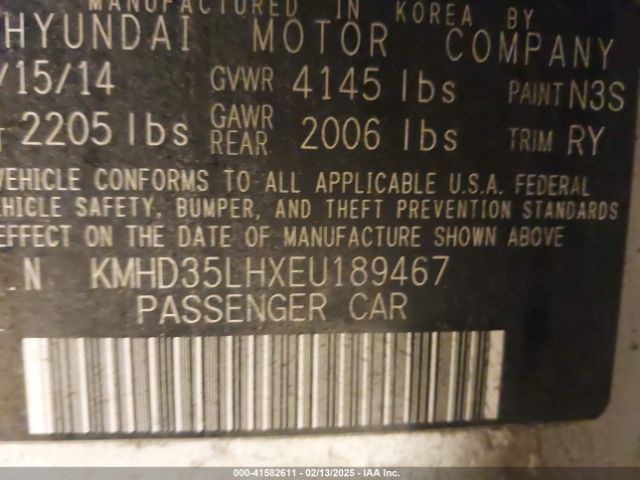 MANUFACTURED IN KOREA BY
HYUNDAI MOTOR COMPANY
/15/14 GVWR 4145 lbs PAINT N3S
2205 lbs GAWR REAR 2006 lbs TRIM RY
VEHICLE CONFORMS TO ALL APPLICABLE U.S.A. FEDERAL
EHICLE SAFETY, BUMPER, AND THEFT PREVENTION STANDARDS
EFFECT ON THE DATE OF MANUFACTURE SHOWN ABOVE
.N KMHD35LHXEU189467
PASSENGER CAR
000-41582611 - 02/13/2025 - IAA Inc.